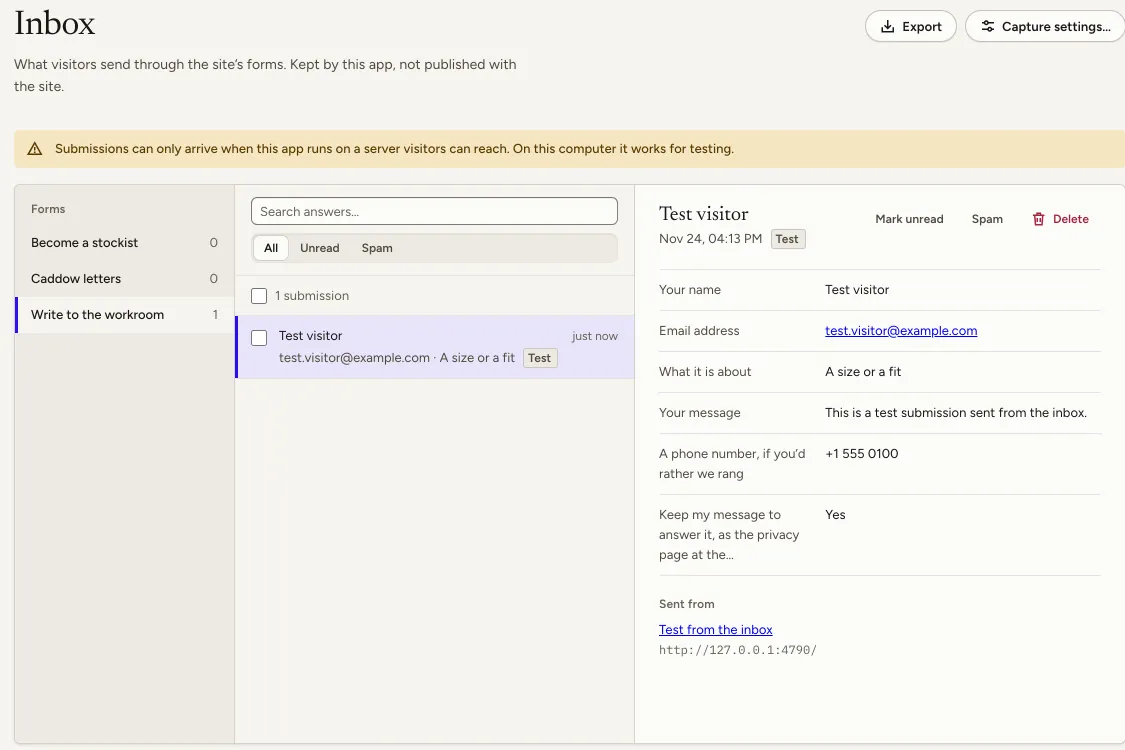 Inbox
Export
Capture settings...
What visitors send through the site's forms. Kept by this app, not published with
the site.
Submissions can only arrive when this app runs on a server visitors can reach. On this computer it works for testing.
Forms
Become a stockist 0
Caddow letters 0
Write to the workroom 1
Search answers...
All Unread Spam
1 submission
Test visitor just now
test.visitor@example.com · A size or a fit Test
Test visitor
Nov 24, 04:13 PM Test
Mark unread Spam Delete
Your name Test visitor
Email address test.visitor@example.com
What it is about A size or a fit
Your message This is a test submission sent from the inbox.
A phone number, if you'd +1 555 0100
rather we rang
Keep my message to Yes
answer it, as the privacy
page at the...
Sent from
Test from the inbox
http://127.0.0.1:4790/